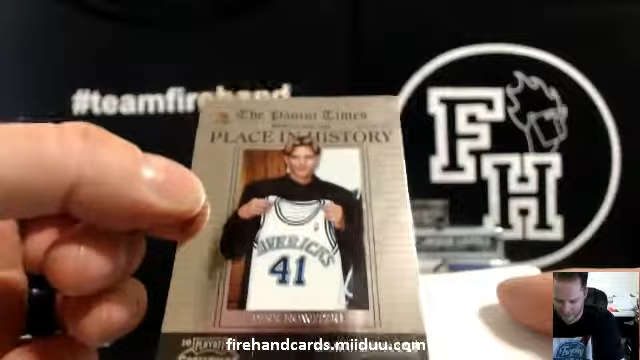 #teamfirehand
The Panini Times
PLACE IN HISTORY
MAVERICKS
41
FH
firehandcards.miiduu.com